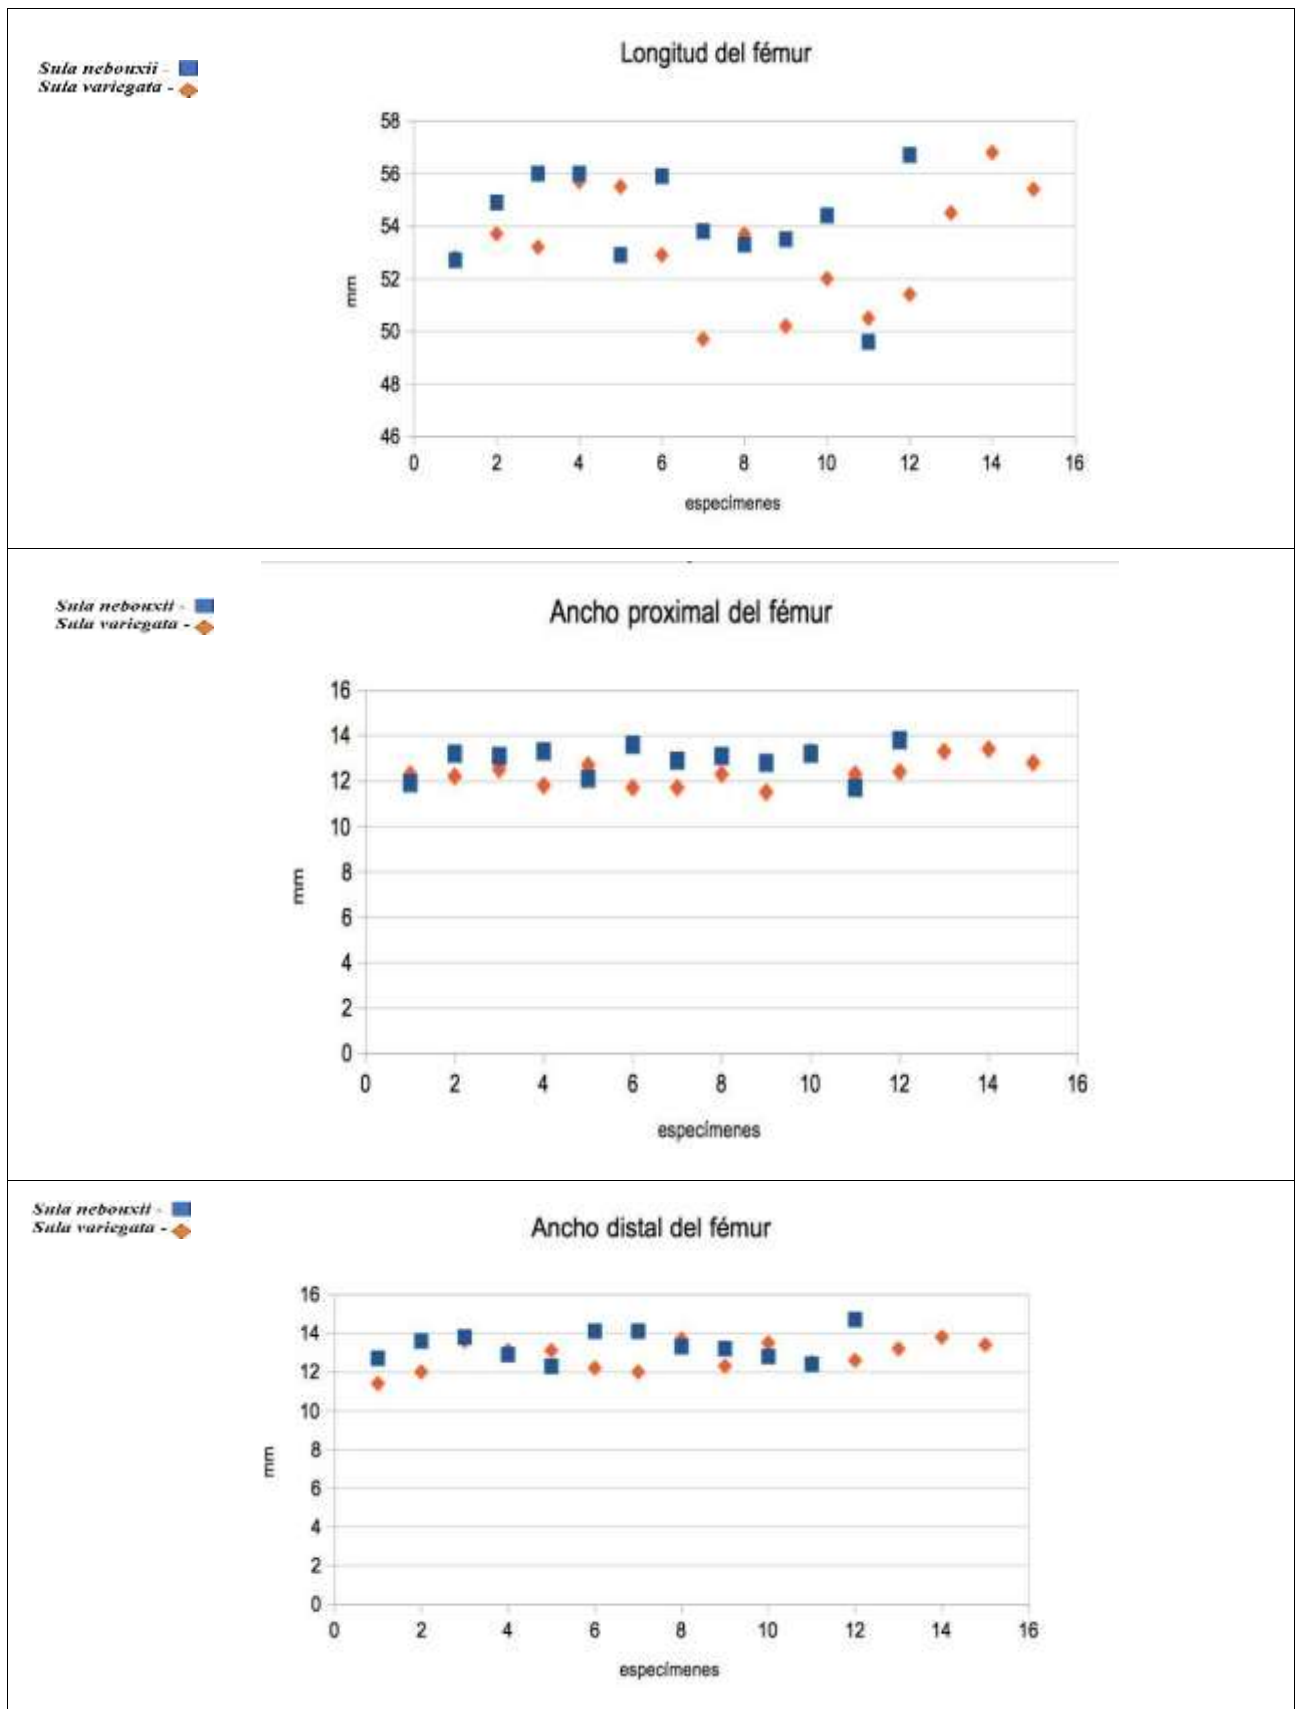 Longitud del fémur
Sula nebouxii -
Sula variegata -
58
56
54
52
50
48
46
mm
0 2 4 6 8 10 12 14 16
especímenes
Sula nebouxii -
Sula variegata -
Ancho proximal del fémur
16
14
12
10
8
6
4
2
0
mm
0 2 4 6 8 10 12 14 16
especímenes
Sula nebouxii -
Sula variegata -
Ancho distal del fémur
16
14
12
10
8
6
4
2
0
mm
0 2 4 6 8 10 12 14 16
especímenes